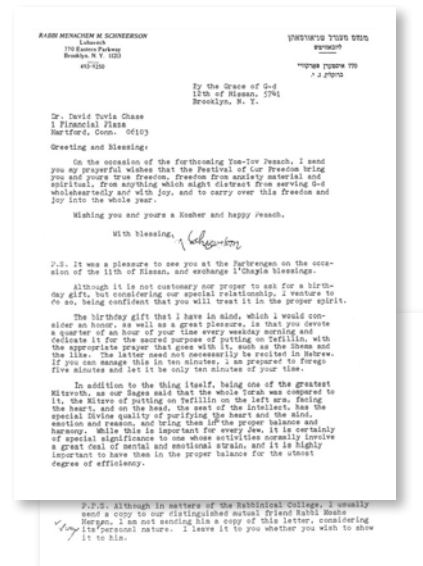 RABBI MENACHEM M. SCHNEERSON
Lubavitch
770 Eastern Parkway
Brooklyn, N. Y. 11213
493-9250
מנחם מענדל שניאורסאהן
ליובאוויטש
770 איסטערן פארקוויי
ברוקלין, נ. י.
By the Grace of G-d
12th of Nissan, 5741
Brooklyn, N. Y.
Dr. David Tuvia Chase
1 Financial Plaza
Hartford, Conn. 06103
Greeting and Blessing:
On the occasion of the forthcoming Yom-Tov Pesach, I send
you my prayerful wishes that the Festival of Our Freedom bring
you and yours true freedom, freedom from anxiety material and
spiritual, from anything which might distract from serving G-d
wholeheartedly and with joy, and to carry over this freedom and
joy into the whole year.
Wishing you and yours a Kosher and happy Pesach,
With blessing,
P.S. It was a pleasure to see you at the Farbrengen on the occa-
sion of the 11th of Nissan, and exchange l'Chayim blessings.
Although it is not customary nor proper to ask for a birth-
day gift, but considering our special relationship, I venture to
do so, being confident that you will treat it in the proper spirit.
The birthday gift that I have in mind, which I would con-
sider an honor, as well as a great pleasure, is that you devote
a quarter of an hour of your time every weekday morning and
dedicate it for the sacred purpose of putting on Tefillin, with
the appropriate prayer that goes with it, such as the Shema and
the like. The latter need not necessarily be recited in Hebrew.
If you can manage this in ten minutes, I am prepared to forego
five minutes and let it be only ten minutes of your time.
In addition to the thing itself, being one of the greatest
Mitzvoth, as our Sages said that the whole Torah was compared to
it, the Mitzvo of putting on Tefillin on the left arm, facing
the heart, and on the head, the seat of the intellect, has the
special Divine quality of purifying the heart and the mind,
emotion and reason, and bring them in the proper balance and
harmony. While this is important for every Jew, it is certainly
of special significance to one whose activities normally involve
a great deal of mental and emotional strain, and it is highly
important to have them in the proper balance for the utmost
degree of efficiency.
P.P.S. Although in matters of the Rabbinical College, I usually
send a copy to our distinguished mutual friend Rabbi Moshe
Herson, I am not sending him a copy of this letter, considering
its personal nature. I leave it to you whether you wish to show
it to him.